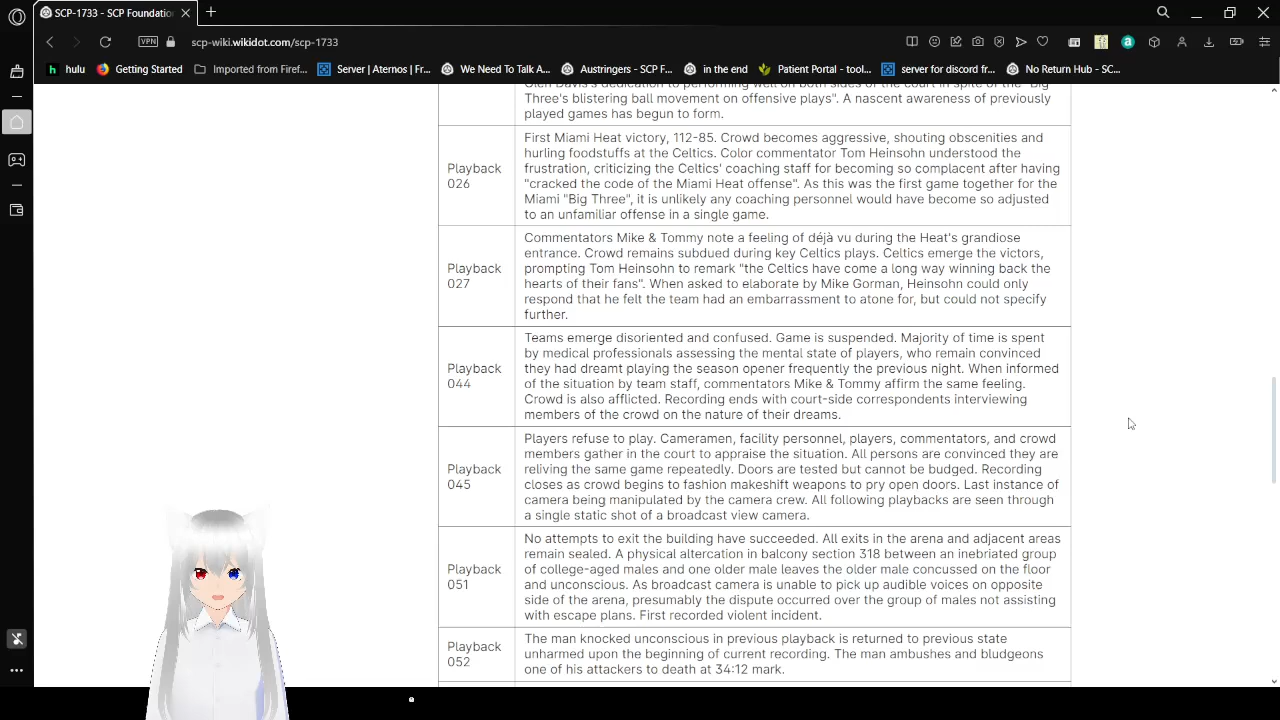 SCP-1733 - SCP Foundatio
VPN
scp-wiki.wikidot.com/scp-1733
hulu
Getting Started
Imported from Firef...
Server | Aternos | Fr...
We Need To Talk A...
Austringers - SCP F...
in the end
Patient Portal - tool...
server for discord fr...
No Return Hub - SC...
Glen Davis's dedication to performing well on both sides of the court in spite of the "Big
Three's blistering ball movement on offensive plays". A nascent awareness of previously
played games has begun to form.
Playback
026
First Miami Heat victory, 112-85. Crowd becomes aggressive, shouting obscenities and
hurling foodstuffs at the Celtics. Color commentator Tom Heinsohn understood the
frustration, criticizing the Celtics' coaching staff for becoming so complacent after having
"cracked the code of the Miami Heat offense". As this was the first game together for the
Miami "Big Three", it is unlikely any coaching personnel would have become so adjusted
to an unfamiliar offense in a single game.
Playback
027
Commentators Mike & Tommy note a feeling of déjà vu during the Heat's grandiose
entrance. Crowd remains subdued during key Celtics plays. Celtics emerge the victors,
prompting Tom Heinsohn to remark "the Celtics have come a long way winning back the
hearts of their fans". When asked to elaborate by Mike Gorman, Heinsohn could only
respond that he felt the team had an embarrassment to atone for, but could not specify
further.
Playback
044
Teams emerge disoriented and confused. Game is suspended. Majority of time is spent
by medical professionals assessing the mental state of players, who remain convinced
they had dreamt playing the season opener frequently the previous night. When informed
of the situation by team staff, commentators Mike & Tommy affirm the same feeling.
Crowd is also afflicted. Recording ends with court-side correspondents interviewing
members of the crowd on the nature of their dreams.
Playback
045
Players refuse to play. Cameramen, facility personnel, players, commentators, and crowd
members gather in the court to appraise the situation. All persons are convinced they are
reliving the same game repeatedly. Doors are tested but cannot be budged. Recording
closes as crowd begins to fashion makeshift weapons to pry open doors. Last instance of
camera being manipulated by the camera crew. All following playbacks are seen through
a single static shot of a broadcast view camera.
Playback
051
No attempts to exit the building have succeeded. All exits in the arena and adjacent areas
remain sealed. A physical altercation in balcony section 318 between an inebriated group
of college-aged males and one older male leaves the older male concussed on the floor
and unconscious. As broadcast camera is unable to pick up audible voices on opposite
side of the arena, presumably the dispute occurred over the group of males not assisting
with escape plans. First recorded violent incident.
Playback
052
The man knocked unconscious in previous playback is returned to previous state
unharmed upon the beginning of current recording. The man ambushes and bludgeons
one of his attackers to death at 34:12 mark.